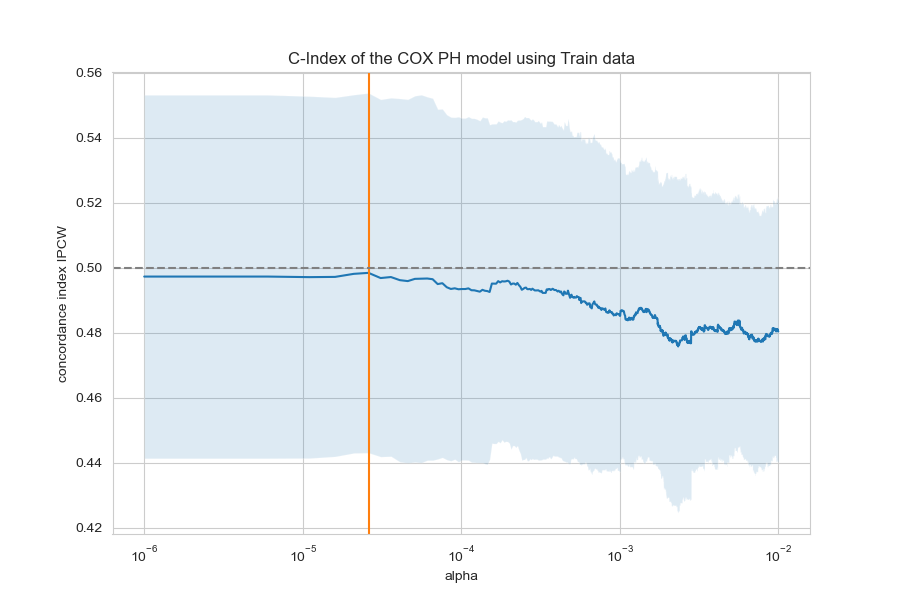 C-Index of the COX PH model using Train data
concordance index IPCW
0.56
0.54
0.52
0.50
0.48
0.46
0.44
0.42
10⁻⁶ 10⁻⁵ 10⁻⁴ 10⁻³ 10⁻²
alpha